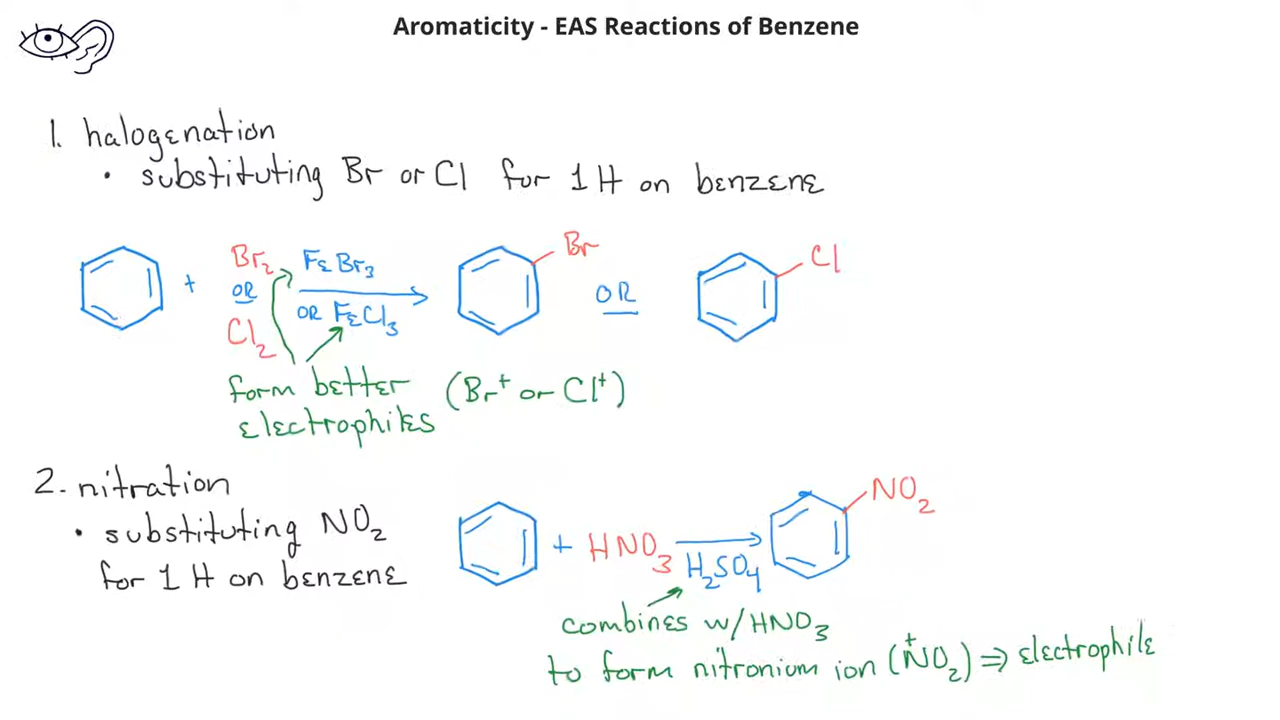 Aromaticity - EAS Reactions of Benzene
1. halogenation
• substituting Br or Cl for 1 H on benzene
+ Br₂ OR Cl₂
FeBr₃
OR FeCl₃
Br
OR
Cl
form better (Br⁺ or Cl⁺)
electrophiles
2. nitration
• substituting NO₂
for 1 H on benzene
+ HNO₃
H₂SO₄
NO₂
combines w/ HNO₃
to form nitronium ion (⁺NO₂) ⇒ electrophile